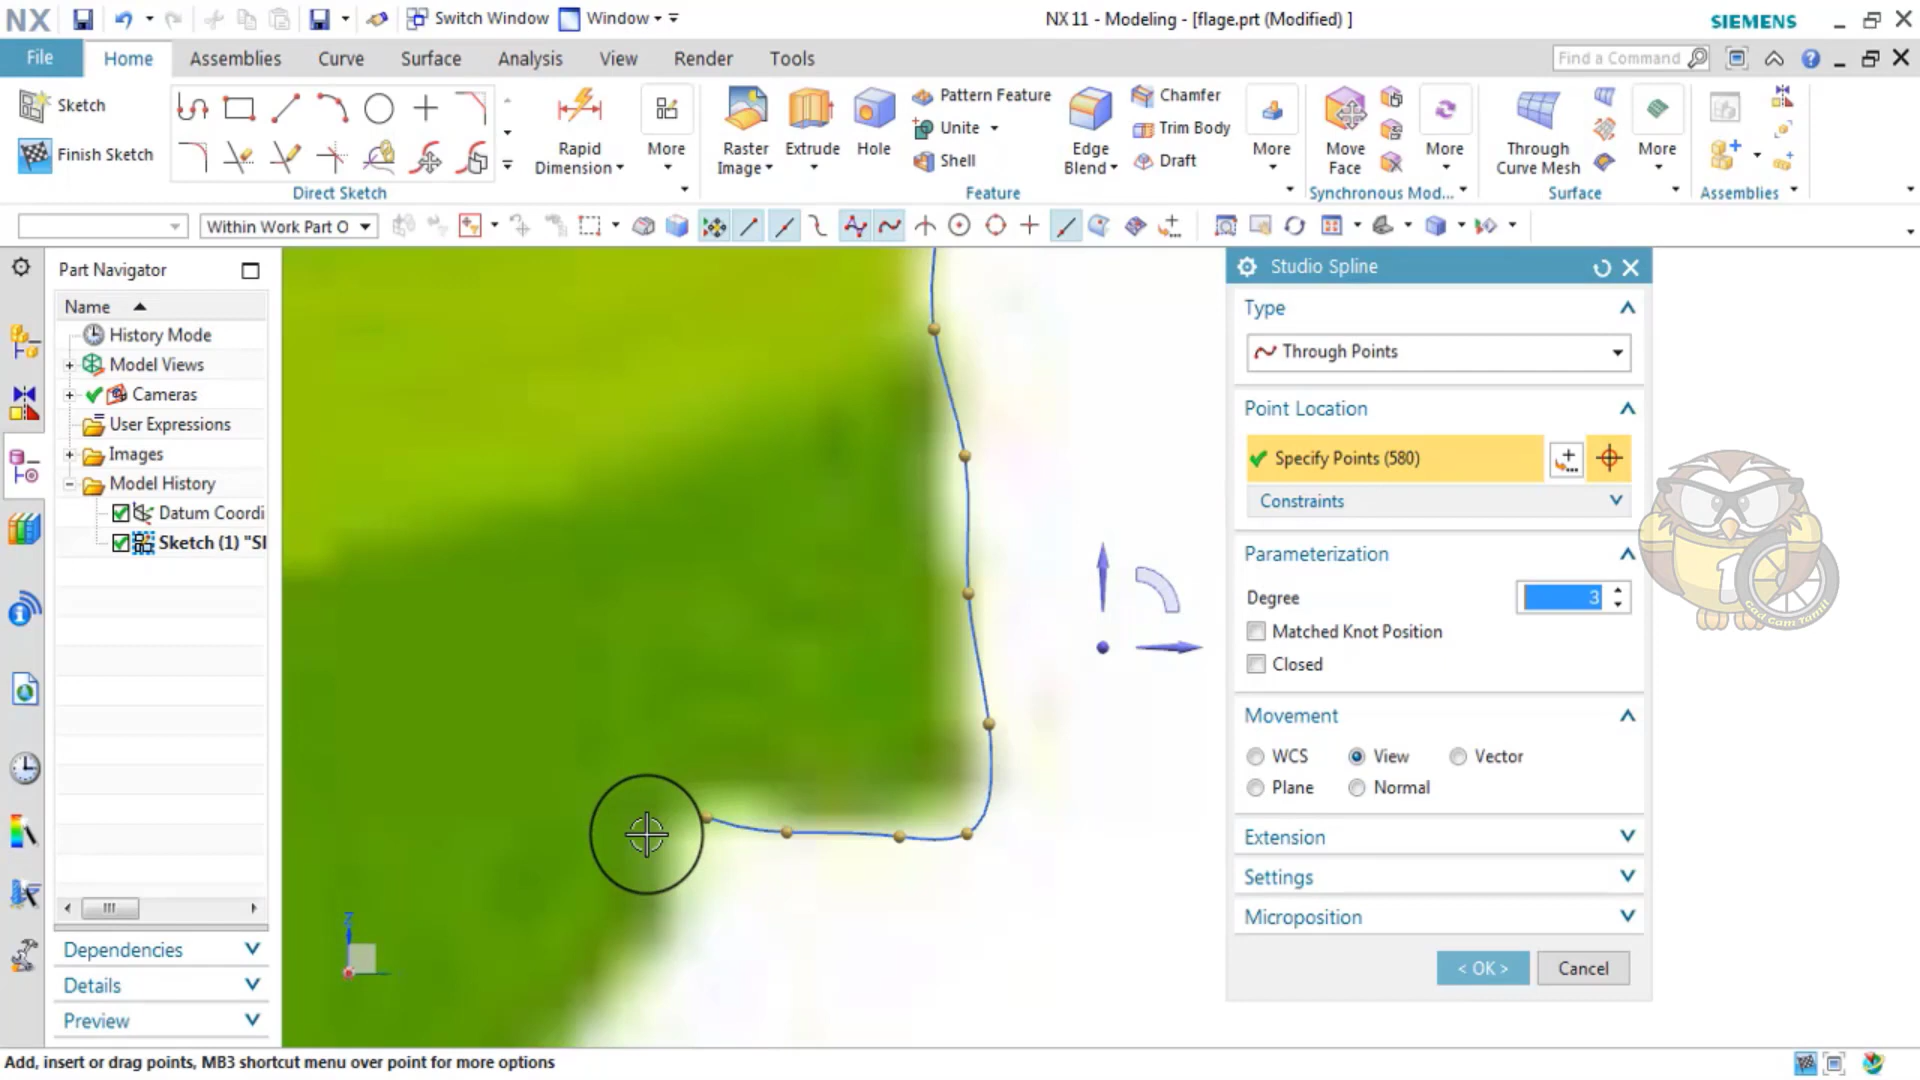 NX Switch Window Window NX 11 - Modeling - [flage.prt (Modified) ] SIEMENS
File Home Assemblies Curve Surface Analysis View Render Tools Find a Command
Sketch
Finish Sketch
Direct Sketch
Rapid Dimension
More
Raster Image
Extrude
Hole
Pattern Feature
Unite
Shell
Edge Blend
Chamfer
Trim Body
Draft
More
Feature
Move Face
More
Synchronous Mod...
Through Curve Mesh
More
Surface
Assemblies
Within Work Part O
Part Navigator
Name
History Mode
Model Views
Cameras
User Expressions
Images
Model History
Datum Coordi
Sketch (1) "SI
Dependencies
Details
Preview
Z
Studio Spline
Type
Through Points
Point Location
Specify Points (580)
Constraints
Parameterization
Degree 3
Matched Knot Position
Closed
Movement
WCS View Vector
Plane Normal
Extension
Settings
Microposition
< OK > Cancel
Cad Cam Tamil
Add, insert or drag points, MB3 shortcut menu over point for more options